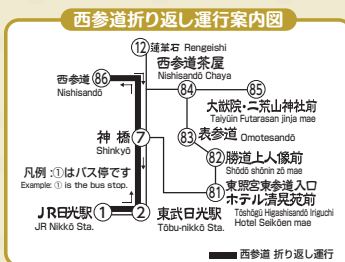 西参道折り返し運行案内図
⑫ 蓮華石 Rengeishi
西参道 ㊆
Nishisandō
西参道茶屋
Nishisandō Chaya
84
85
大猷院・二荒山神社前
Taiyūin Futarasan jinja mae
神橋 ⑦
Shinkyō
83 表参道 Omotesandō
82 勝道上人像前
Shōdō shōnin zō mae
凡例：①はバス停です
Example: ① is the bus stop.
81 東照宮東参道入口
ホテル清晃苑前
Tōshōgū Higashisandō Iriguchi
Hotel Seikōen mae
JR日光駅 ①
JR Nikkō Sta.
② 東武日光駅
Tōbu-nikkō Sta.
西参道 折り返し運行